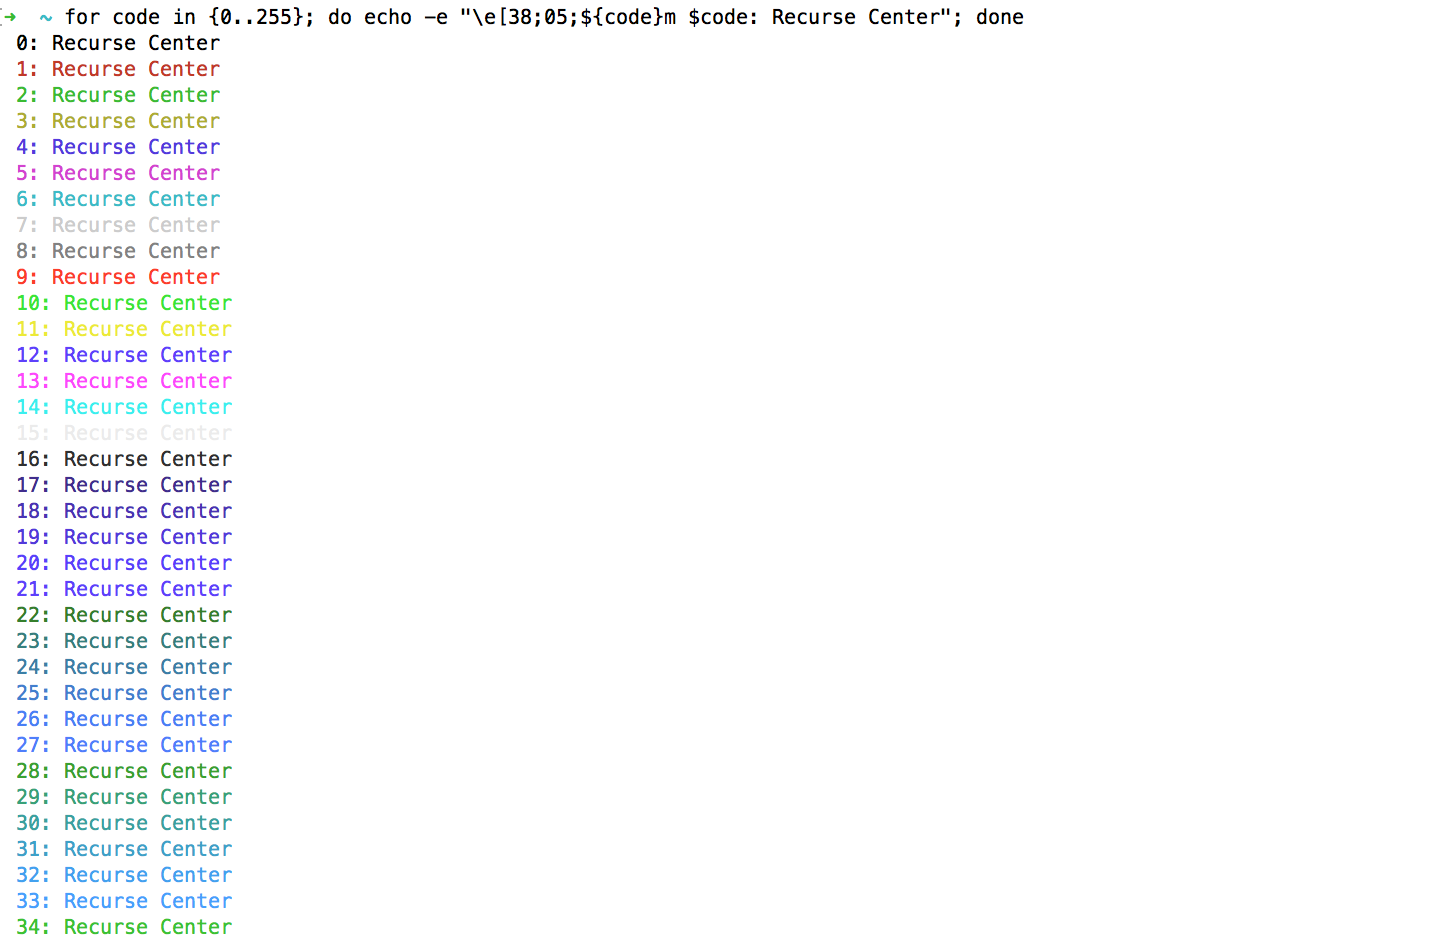 ➜  ~ for code in {0..255}; do echo -e "\e[38;05;${code}m $code: Recurse Center"; done
0: Recurse Center
1: Recurse Center
2: Recurse Center
3: Recurse Center
4: Recurse Center
5: Recurse Center
6: Recurse Center
7: Recurse Center
8: Recurse Center
9: Recurse Center
10: Recurse Center
11: Recurse Center
12: Recurse Center
13: Recurse Center
14: Recurse Center
15: Recurse Center
16: Recurse Center
17: Recurse Center
18: Recurse Center
19: Recurse Center
20: Recurse Center
21: Recurse Center
22: Recurse Center
23: Recurse Center
24: Recurse Center
25: Recurse Center
26: Recurse Center
27: Recurse Center
28: Recurse Center
29: Recurse Center
30: Recurse Center
31: Recurse Center
32: Recurse Center
33: Recurse Center
34: Recurse Center